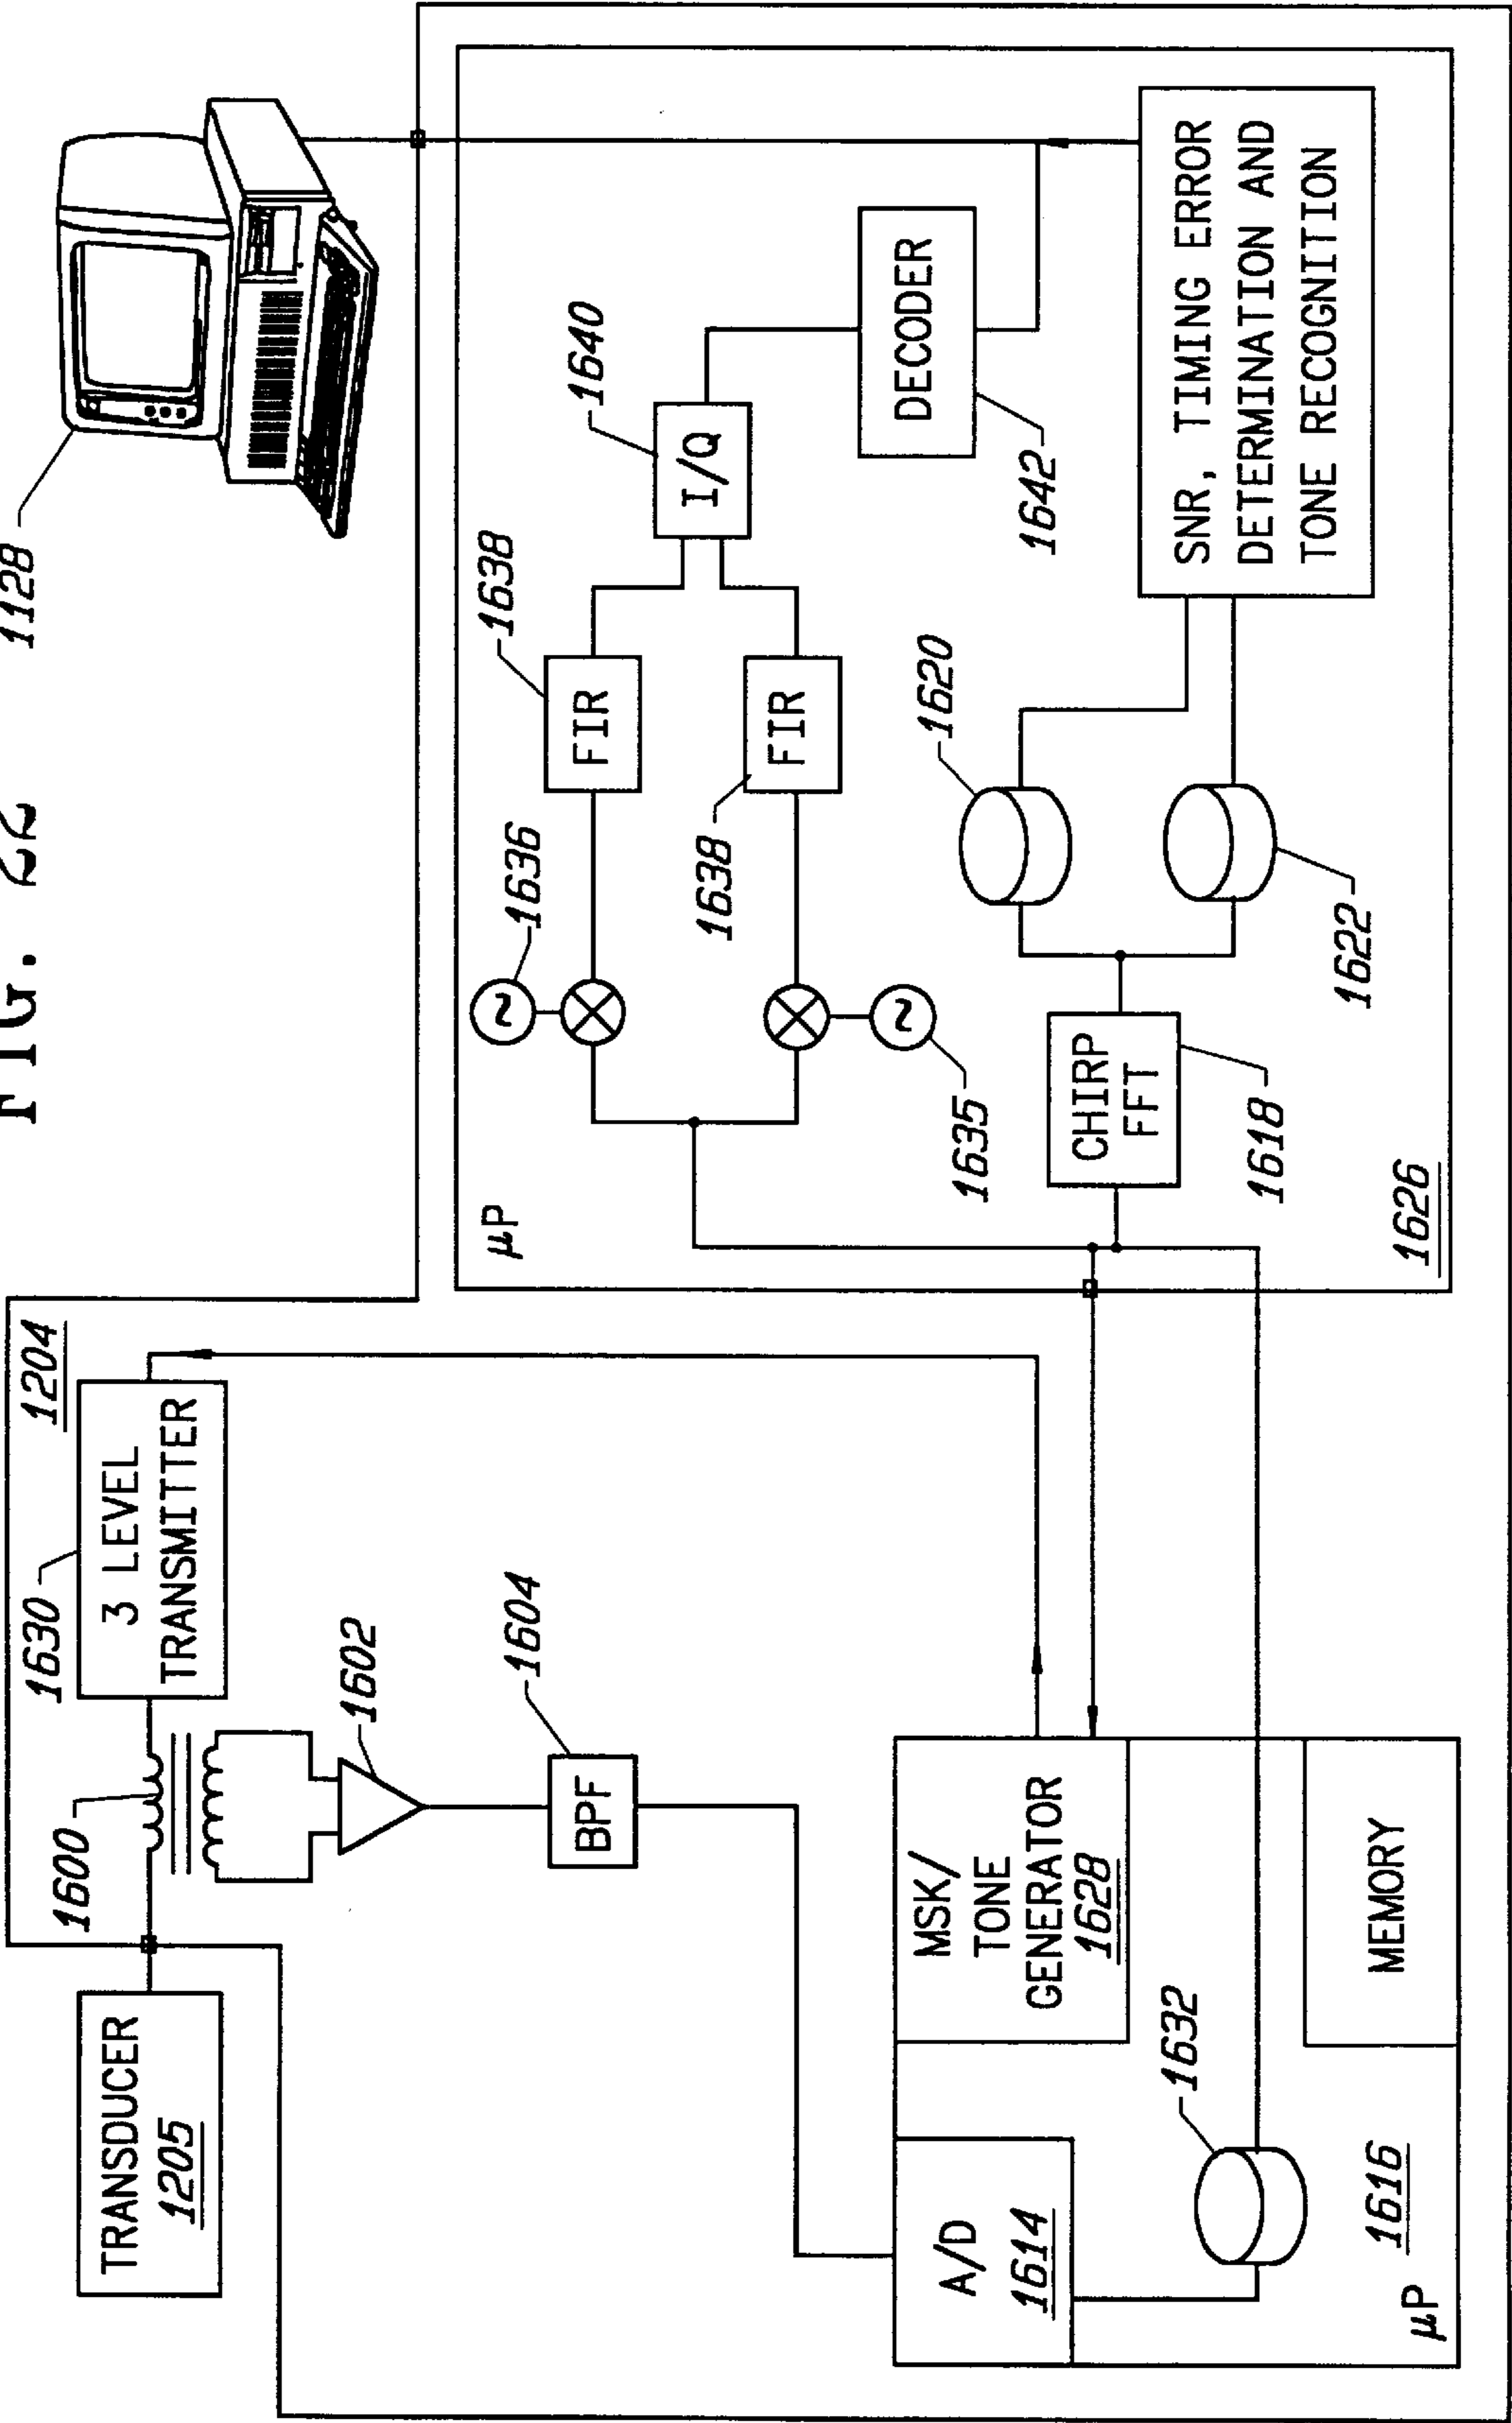 FIG. 22
1128
TRANSDUCER
1205
1600
1630
3 LEVEL
TRANSMITTER
1204
1602
1604
BPF
A/D
1614
MSK/
TONE
GENERATOR
1628
1632
MEMORY
1616
µP
µP
1636
1638
FIR
1640
I/Q
1638
FIR
1635
DECODER
1642
CHIRP
FFT
1618
1620
1622
SNR, TIMING ERROR
DETERMINATION AND
TONE RECOGNITION
1626